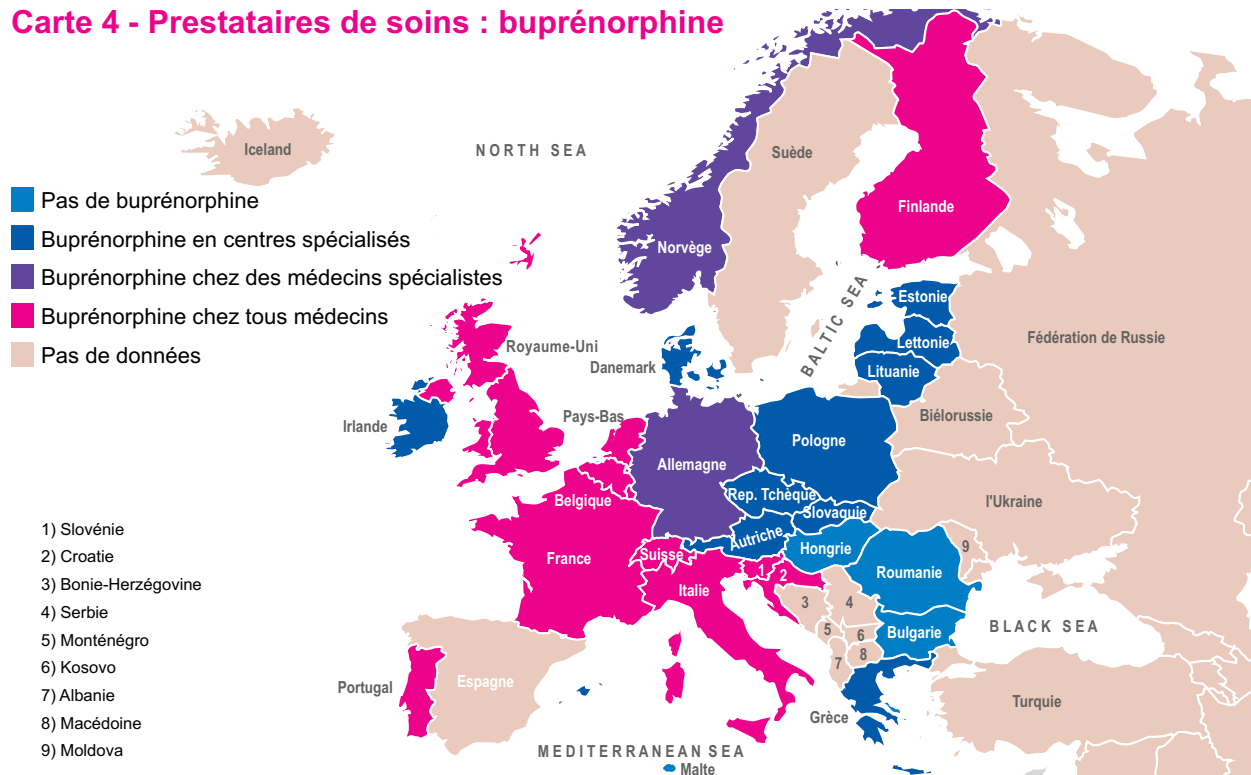 Carte 4 - Prestataires de soins : buprénorphine
Iceland
NORTH SEA
Suède
Finlande
Norvège
Pas de buprénorphine
Buprénorphine en centres spécialisés
Buprénorphine chez des médecins spécialistes
Buprénorphine chez tous médecins
Pas de données
BALTIC SEA
Estonie
Lettonie
Lituanie
Fédération de Russie
Biélorussie
Royaume-Uni
Danemark
Irlande
Pays-Bas
Pologne
Allemagne
Belgique
Rep. Tchèque
Slovaquie
l'Ukraine
Autriche
Hongrie
France
Suisse
Italie
Roumanie
Bulgarie
BLACK SEA
1
2
3
4
5
6
7
8
9
Portugal
Espagne
Grèce
Turquie
MEDITERRANEAN SEA
Malte
1) Slovénie
2) Croatie
3) Bonie-Herzégovine
4) Serbie
5) Monténégro
6) Kosovo
7) Albanie
8) Macédoine
9) Moldova